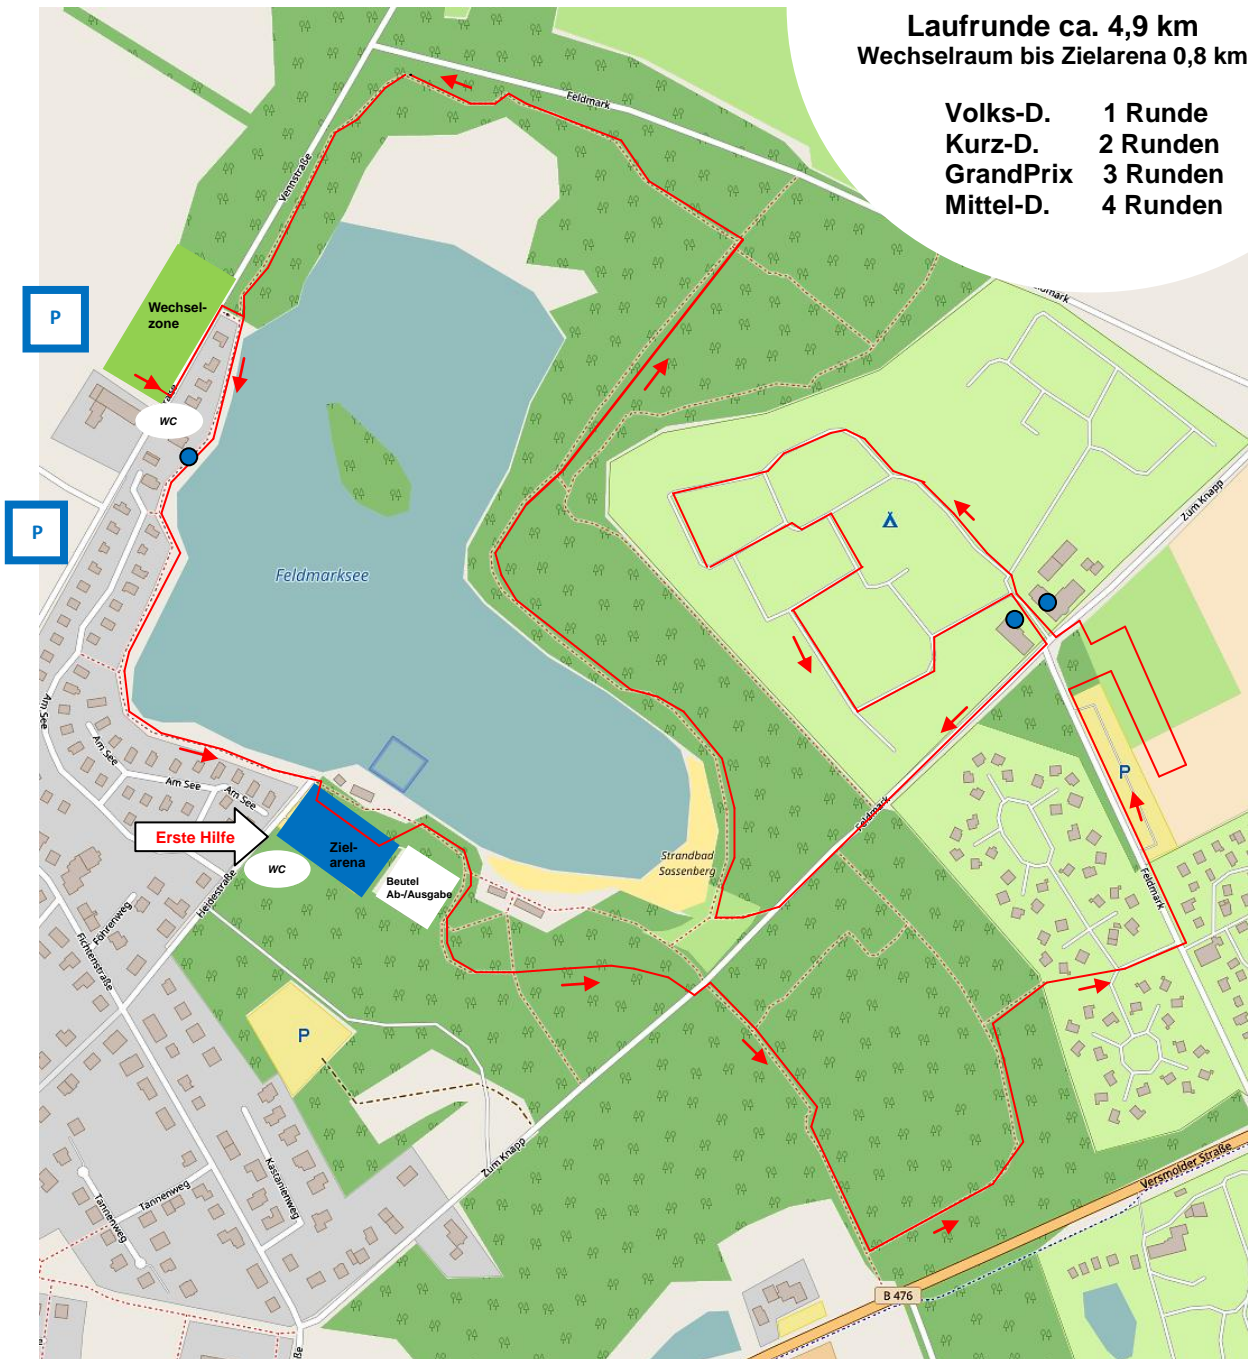 Laufrunde ca. 4,9 km
Wechselraum bis Zielarena 0,8 km
Volks-D. 1 Runde
Kurz-D. 2 Runden
GrandPrix 3 Runden
Mittel-D. 4 Runden
Feldmark
Vennstraße
Feldmark
P
Wechsel-
zone
WC
P
Zum Knapp
Feldmarksee
Am See
Am See
Am See
Am See
P
Feldmark
Erste Hilfe
Ziel-
arena
Strandbad
Sassenberg
WC
Beutel
Ab-/Ausgabe
Heidestraße
Feldmark
Föhrenweg
Fichtenstraße
P
Zum Knapp
Versmolder Straße
Kastanienweg
Tannenweg
Tannenweg
B 476